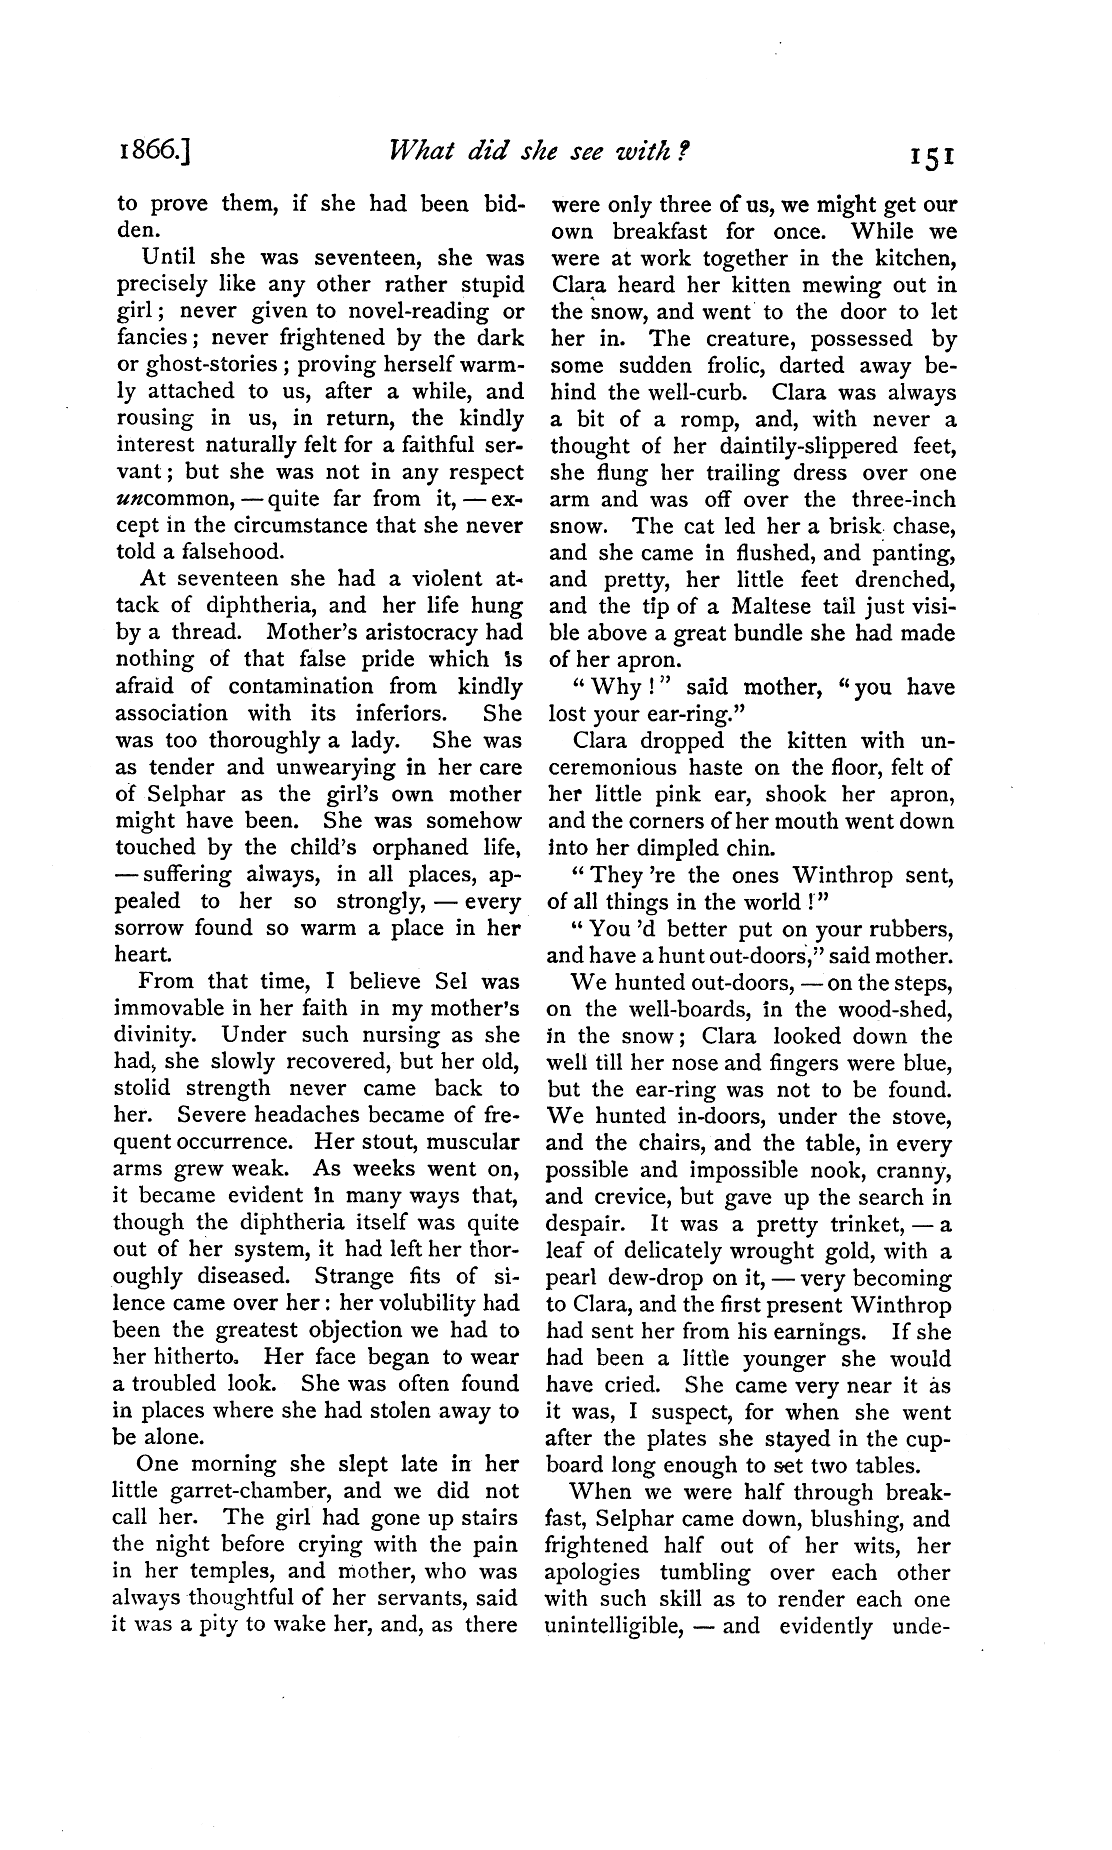 1866.] What did she see with? 151
to prove them, if she had been bid-
den.
Until she was seventeen, she was
precisely like any other rather stupid
girl; never given to novel-reading or
fancies; never frightened by the dark
or ghost-stories; proving herself warm-
ly attached to us, after a while, and
rousing in us, in return, the kindly
interest naturally felt for a faithful ser-
vant; but she was not in any respect
uncommon, — quite far from it, — ex-
cept in the circumstance that she never
told a falsehood.
At seventeen she had a violent at-
tack of diphtheria, and her life hung
by a thread. Mother's aristocracy had
nothing of that false pride which is
afraid of contamination from kindly
association with its inferiors. She
was too thoroughly a lady. She was
as tender and unwearying in her care
of Selphar as the girl's own mother
might have been. She was somehow
touched by the child's orphaned life,
— suffering always, in all places, ap-
pealed to her so strongly, — every
sorrow found so warm a place in her
heart.
From that time, I believe Sel was
immovable in her faith in my mother's
divinity. Under such nursing as she
had, she slowly recovered, but her old,
stolid strength never came back to
her. Severe headaches became of fre-
quent occurrence. Her stout, muscular
arms grew weak. As weeks went on,
it became evident in many ways that,
though the diphtheria itself was quite
out of her system, it had left her thor-
oughly diseased. Strange fits of si-
lence came over her: her volubility had
been the greatest objection we had to
her hitherto. Her face began to wear
a troubled look. She was often found
in places where she had stolen away to
be alone.
One morning she slept late in her
little garret-chamber, and we did not
call her. The girl had gone up stairs
the night before crying with the pain
in her temples, and mother, who was
always thoughtful of her servants, said
it was a pity to wake her, and, as there
were only three of us, we might get our
own breakfast for once. While we
were at work together in the kitchen,
Clara heard her kitten mewing out in
the snow, and went to the door to let
her in. The creature, possessed by
some sudden frolic, darted away be-
hind the well-curb. Clara was always
a bit of a romp, and, with never a
thought of her daintily-slippered feet,
she flung her trailing dress over one
arm and was off over the three-inch
snow. The cat led her a brisk chase,
and she came in flushed, and panting,
and pretty, her little feet drenched,
and the tip of a Maltese tail just visi-
ble above a great bundle she had made
of her apron.
"Why!" said mother, "you have
lost your ear-ring."
Clara dropped the kitten with un-
ceremonious haste on the floor, felt of
her little pink ear, shook her apron,
and the corners of her mouth went down
into her dimpled chin.
"They 're the ones Winthrop sent,
of all things in the world!"
"You 'd better put on your rubbers,
and have a hunt out-doors," said mother.
We hunted out-doors, — on the steps,
on the well-boards, in the wood-shed,
in the snow; Clara looked down the
well till her nose and fingers were blue,
but the ear-ring was not to be found.
We hunted in-doors, under the stove,
and the chairs, and the table, in every
possible and impossible nook, cranny,
and crevice, but gave up the search in
despair. It was a pretty trinket, — a
leaf of delicately wrought gold, with a
pearl dew-drop on it, — very becoming
to Clara, and the first present Winthrop
had sent her from his earnings. If she
had been a little younger she would
have cried. She came very near it as
it was, I suspect, for when she went
after the plates she stayed in the cup-
board long enough to set two tables.
When we were half through break-
fast, Selphar came down, blushing, and
frightened half out of her wits, her
apologies tumbling over each other
with such skill as to render each one
unintelligible, — and evidently unde-